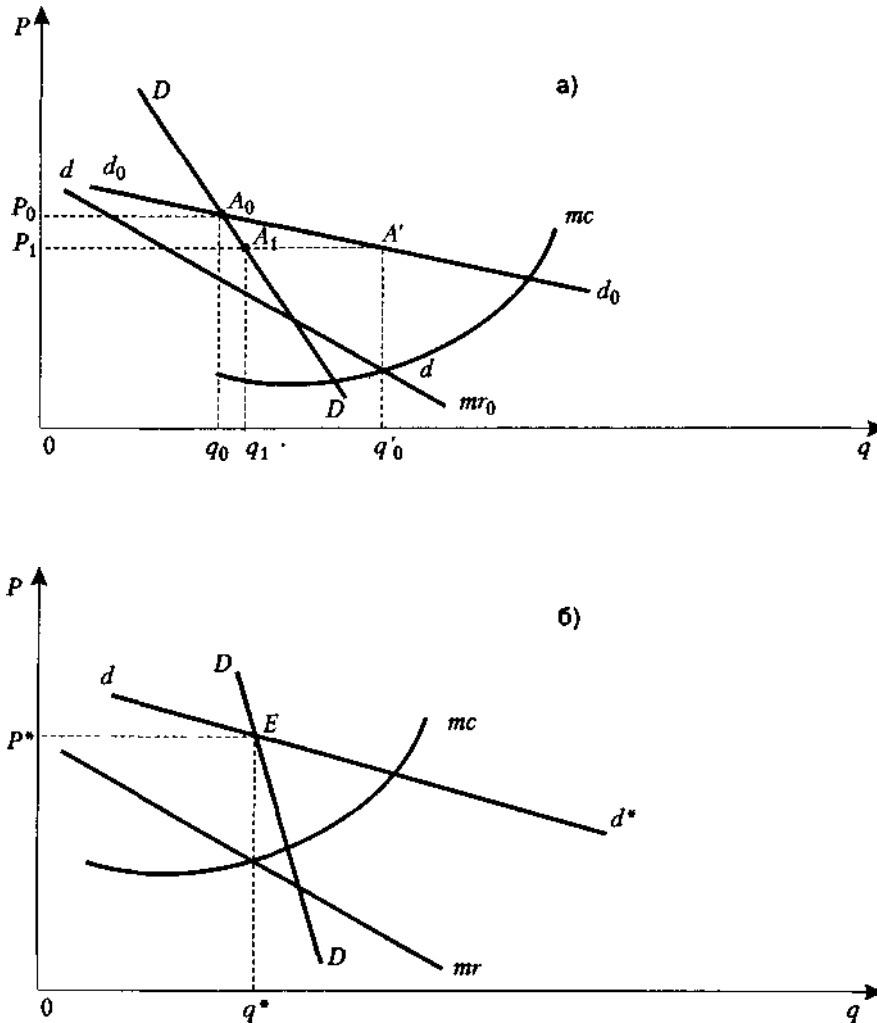 P
D
а)
d
d₀
P₀
A₀
mc
P₁
A₁
A′
d₀
d
D
mr₀
0
q₀
q₁
q′₀
q
P
б)
D
d
E
mc
P*
d*
D
mr
0
q*
q